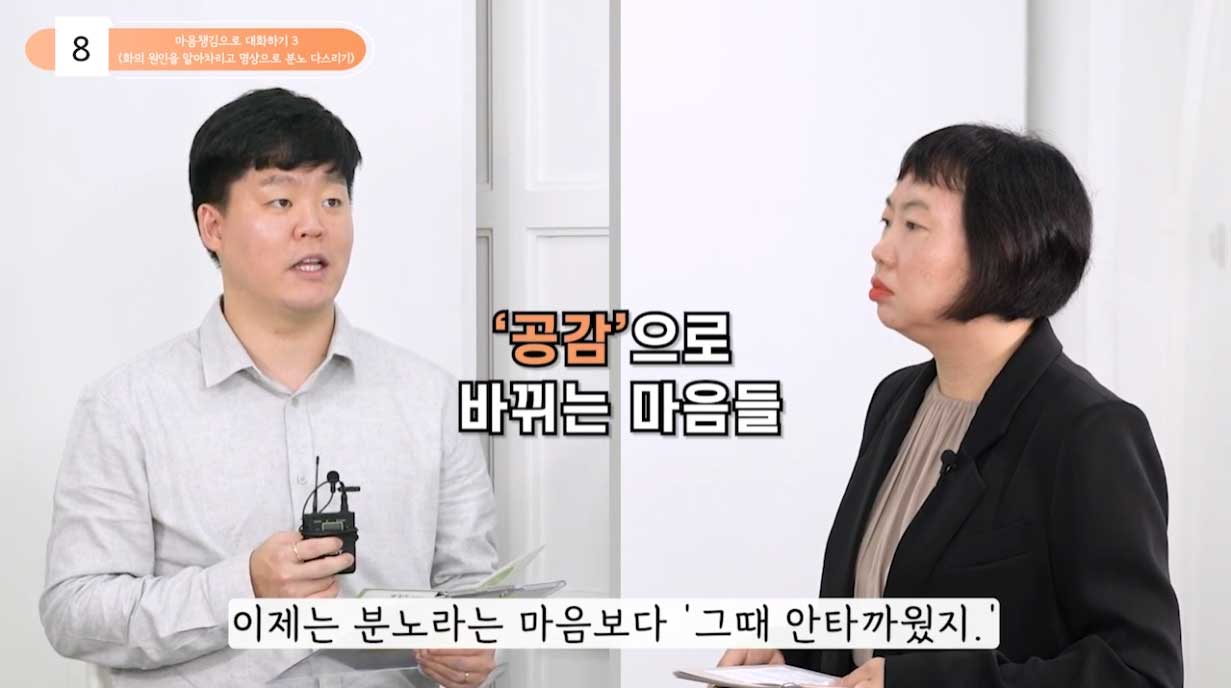 8
마음챙김으로 대화하기 3
(화의 원인을 알아차리고 명상으로 분노 다스리기)
‘공감’으로
바뀌는 마음들
이제는 분노라는 마음보다 '그때 안타까웠지.'